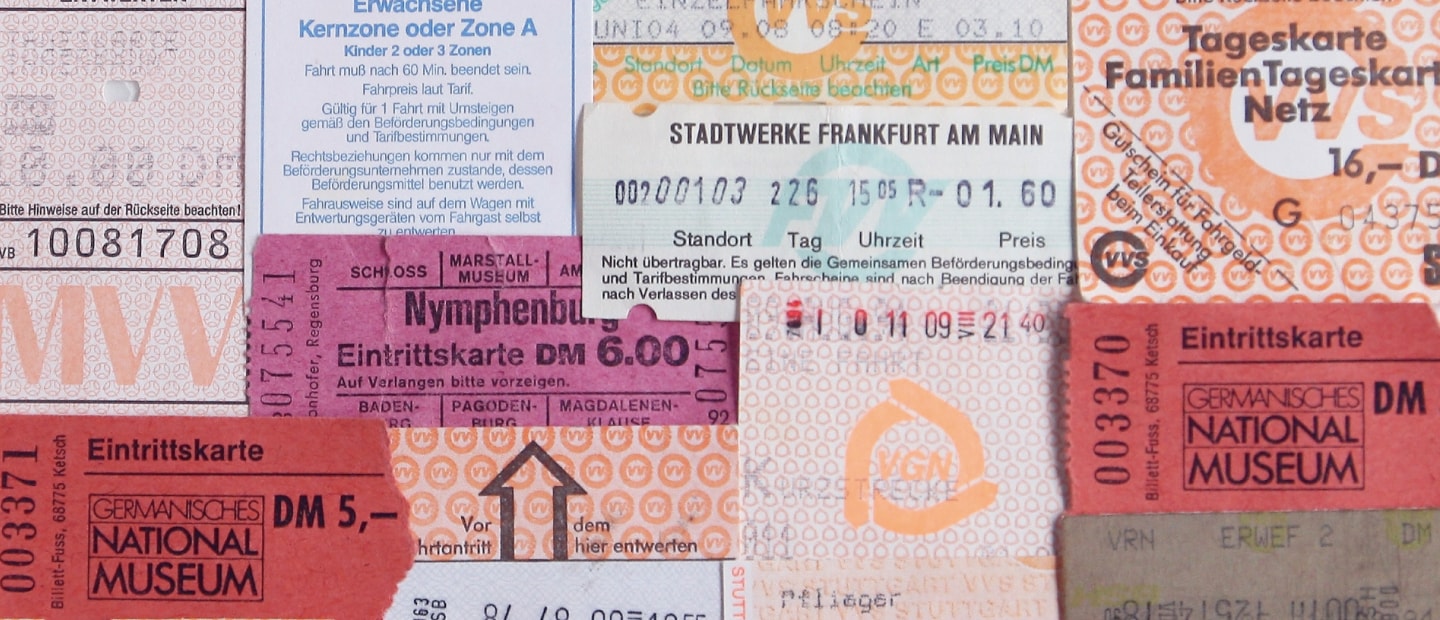 10.00 DM
Bitte Hinweise auf der Rückseite beachten!
VB 10081708
MVV
Erwachsene
Kernzone oder Zone A
Kinder 2 oder 3 Zonen
Fahrt muß nach 60 Min. beendet sein.
Fahrpreis laut Tarif.
Gültig für 1 Fahrt mit Umsteigen
gemäß den Beförderungsbedingungen
und Tarifbestimmungen.
Rechtsbeziehungen kommen nur mit dem
Beförderungsunternehmen zustande, dessen
Beförderungsmittel benutzt werden.
Fahrausweise sind auf dem Wagen mit
Entwertungsgeräten vom Fahrgast selbst
zu entwerten
EINZELFAHRSCHEIN
UNI04 09.08 08:20 E 03.10
VVS
Standort Datum Uhrzeit Art Preis DM
Bitte Rückseite beachten
STADTWERKE FRANKFURT AM MAIN
00200103 226 15 05 R- 01. 60
Standort Tag Uhrzeit Preis
Nicht übertragbar. Es gelten die Gemeinsamen Beförderungsbeding
und Tarifbestimmungen. Fahrscheine sind nach Beendigung der Fah
nach Verlassen des
Tageskarte
FamilienTageskart
Netz
VVS
16,– D
G 04375
Gutschein für Fahrgeld-
Teilerstattung
beim Einkauf
VVS
075541
onhofer, Regensburg
SCHLOSS MARSTALL-
MUSEUM AM
Nymphenburg
Eintrittskarte DM 6.00
Auf Verlangen bitte vorzeigen.
BADEN-
BURG PAGODEN-
BURG MAGDALENEN-
KLAUSE
075
92
11 09 VIII 21 40
VGN
KURZSTRECKE
003370
Billett-Fuss, 68775 Ketsch
Eintrittskarte
GERMANISCHES
NATIONAL
MUSEUM
DM
003371
Billett-Fuss, 68775 Ketsch
Eintrittskarte
GERMANISCHES
NATIONAL
MUSEUM
DM 5,–
Vor dem
hrtantritt hier entwerten
STUTT
Pflieger
VRN ERWEF 2 DM